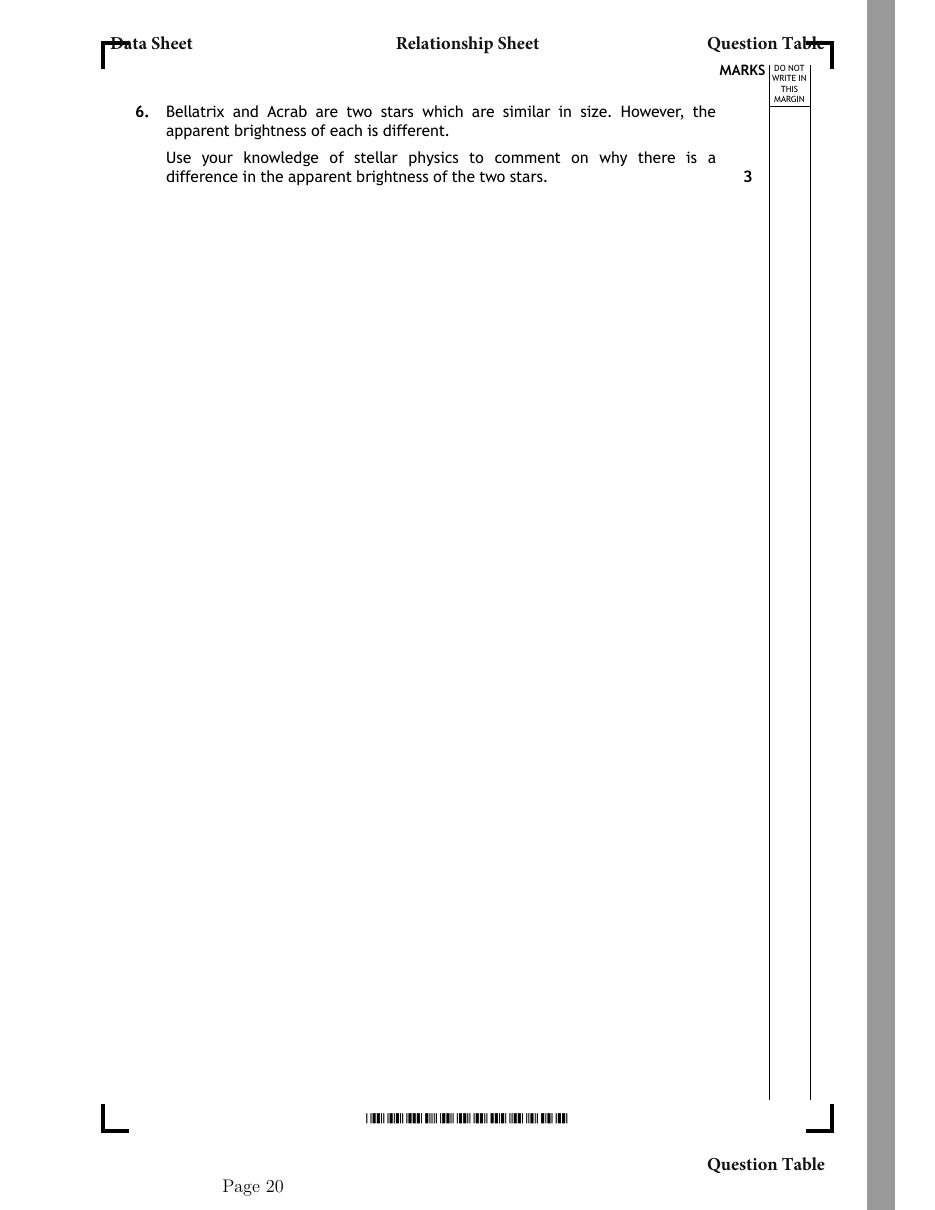 Data Sheet Relationship Sheet Question Table
MARKS
DO NOT
WRITE IN
THIS
MARGIN
6. Bellatrix and Acrab are two stars which are similar in size. However, the
apparent brightness of each is different.
Use your knowledge of stellar physics to comment on why there is a
difference in the apparent brightness of the two stars. 3
Question Table
Page 20